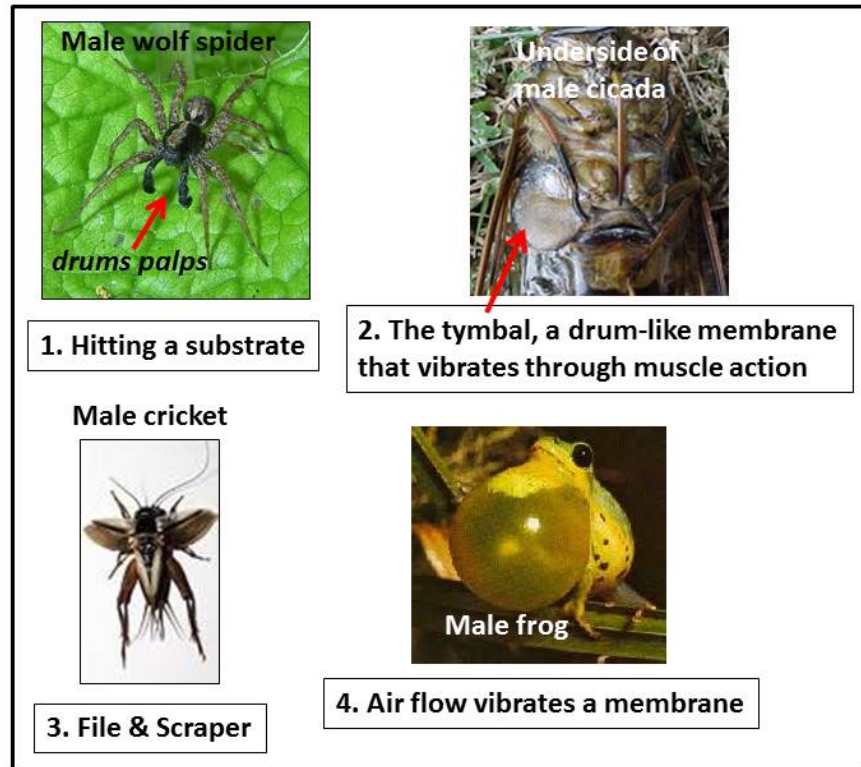 Male wolf spider
drums palps
1. Hitting a substrate
Underside of
male cicada
2. The tymbal, a drum-like membrane
that vibrates through muscle action
Male cricket
3. File & Scraper
Male frog
4. Air flow vibrates a membrane